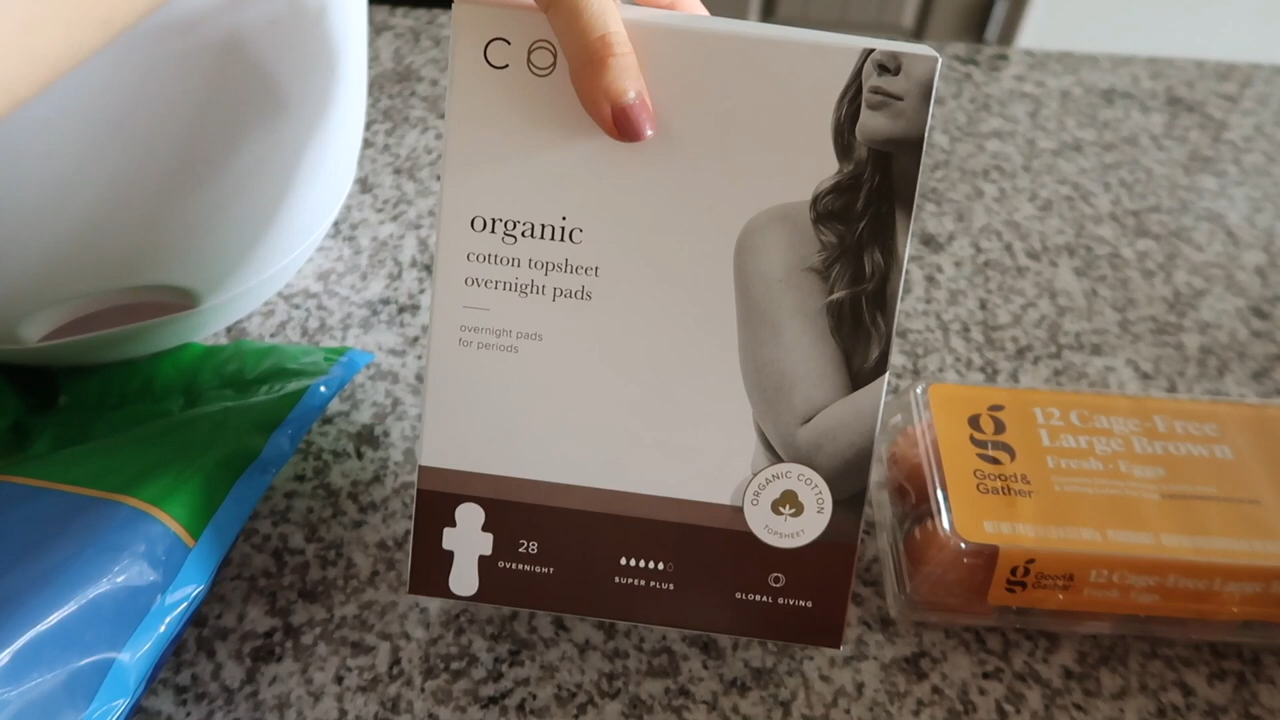 CO
organic
cotton topsheet
overnight pads
overnight pads
for periods
ORGANIC COTTON
TOPSHEET
28
OVERNIGHT
SUPER PLUS
GLOBAL GIVING
g
Good&
Gather
12 Cage-Free
Large Brown
Fresh · Eggs
g
Good&
Gather
12 Cage-Free Large
Fresh · Eggs